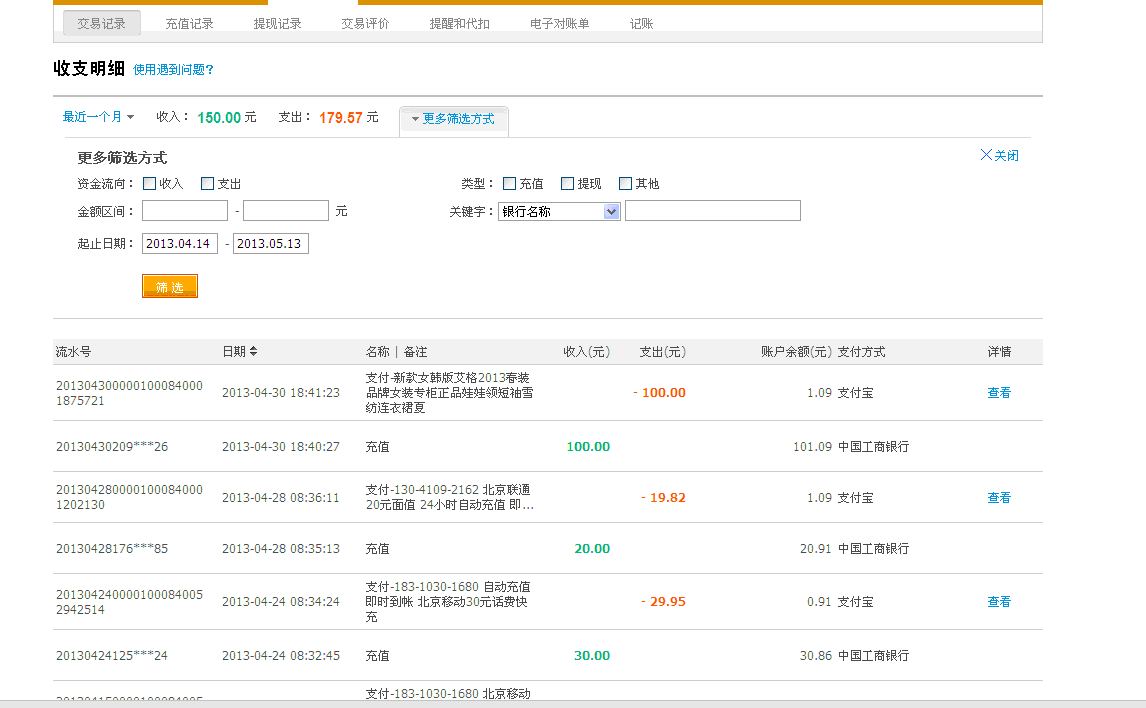 交易记录 充值记录 提现记录 交易评价 提醒和代扣 电子对账单 记账
收支明细 使用遇到问题?
最近一个月 收入： 150.00 元 支出： 179.57 元 更多筛选方式
更多筛选方式 关闭
资金流向： 收入 支出 类型： 充值 提现 其他
金额区间： - 元 关键字： 银行名称
起止日期： 2013.04.14 - 2013.05.13
筛 选
流水号 日期 名称 | 备注 收入(元) 支出(元) 账户余额(元) 支付方式 详情
201304300000100084000
1875721
2013-04-30 18:41:23
支付-新款女韩版艾格2013春装
品牌女装专柜正品娃娃领短袖雪
纺连衣裙夏
- 100.00 1.09 支付宝 查看
20130430209***26 2013-04-30 18:40:27 充值 100.00 101.09 中国工商银行
201304280000100084000
1202130
2013-04-28 08:36:11
支付-130-4109-2162 北京联通
20元面值 24小时自动充值 即...
- 19.82 1.09 支付宝 查看
20130428176***85 2013-04-28 08:35:13 充值 20.00 20.91 中国工商银行
201304240000100084005
2942514
2013-04-24 08:34:24
支付-183-1030-1680 自动充值
即时到帐 北京移动30元话费快
充
- 29.95 0.91 支付宝 查看
20130424125***24 2013-04-24 08:32:45 充值 30.00 30.86 中国工商银行
支付-183-1030-1680 北京移动